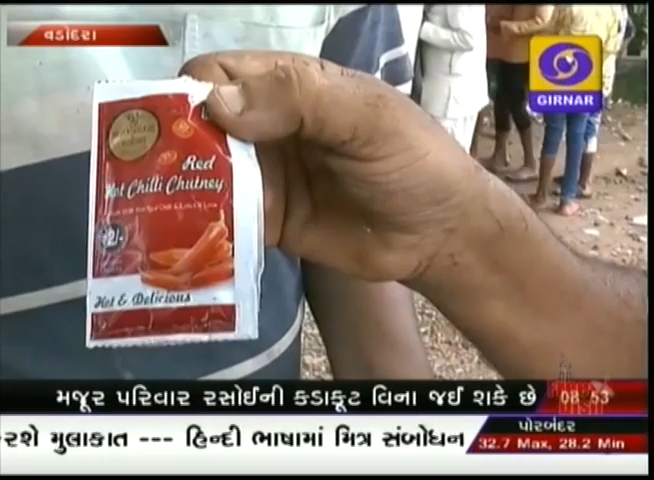 વડોદરા
GIRNAR
Red
Hot Chilli Chutney
Hot & Delicious
મજૂર પરિવાર રસોઈની કડાકૂટ વિના જઈ શકે છે
08:53
રશે મુલાકાત --- હિન્દી ભાષામાં મિત્ર સંબોધન
પોરબંદર
32.7 Max, 28.2 Min